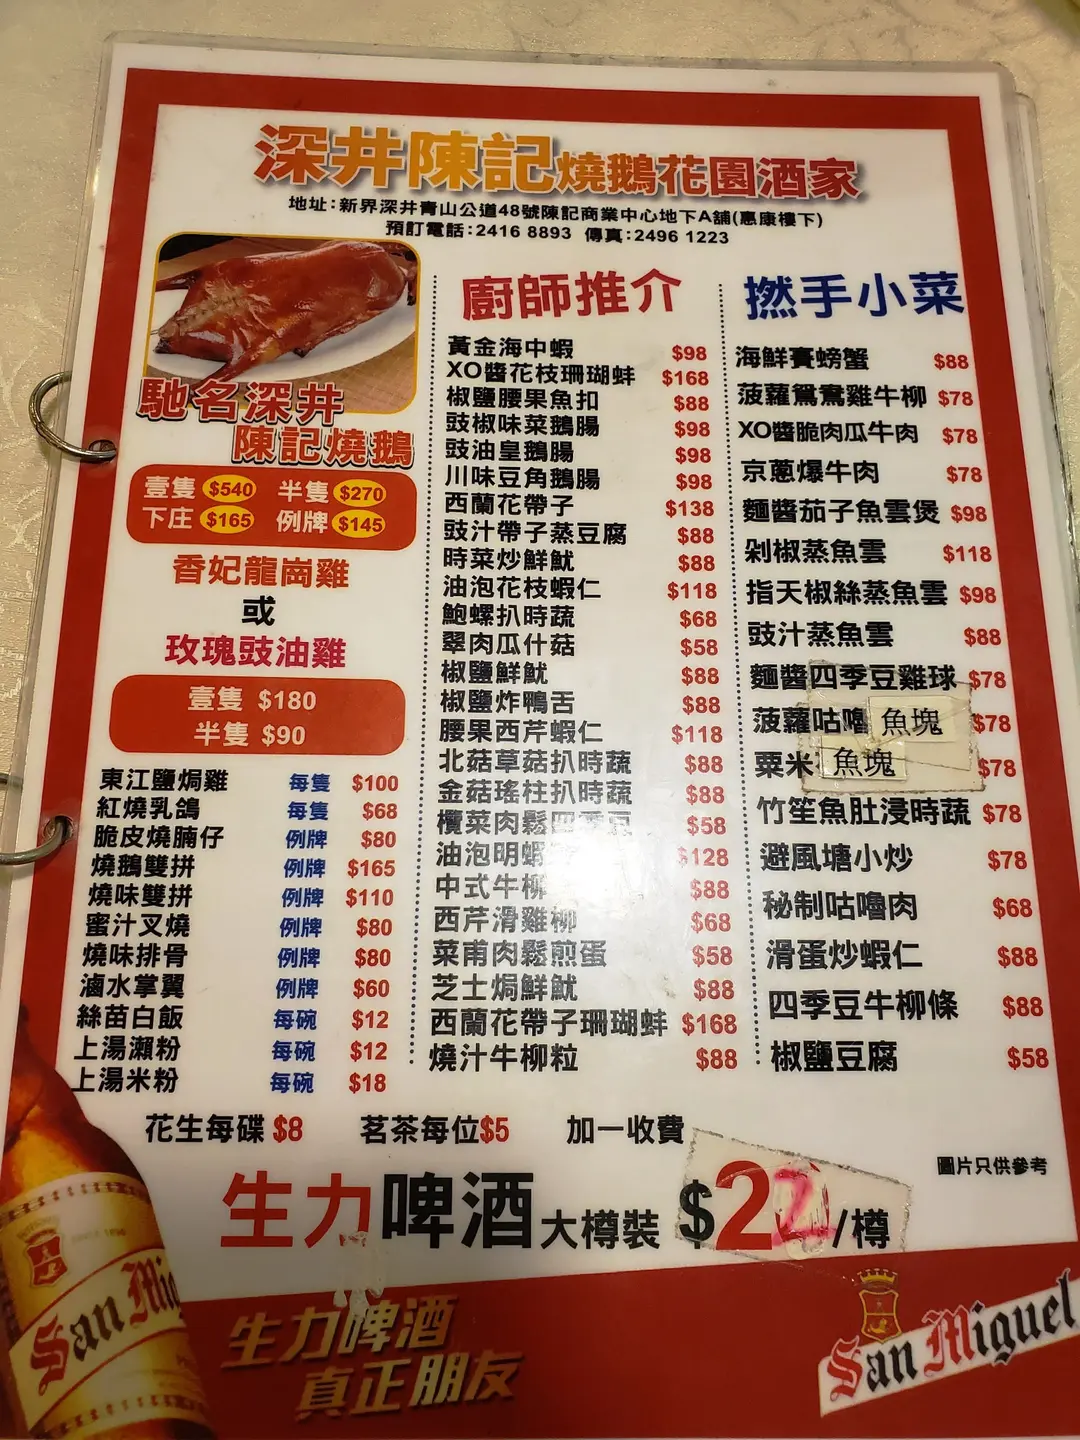 深井陳記燒鵝花園酒家
地址:新界深井青山公道48號陳記商業中心地下A舖(惠康樓下)
預訂電話:2416 8893 傳真:2496 1223
馳名深井
陳記燒鵝
壹隻 $540 半隻 $270
下庄 $165 例牌 $145
香妃龍崗雞
或
玫瑰豉油雞
壹隻 $180
半隻 $90
東江鹽焗雞 每隻 $100
紅燒乳鴿 每隻 $68
脆皮燒腩仔 例牌 $80
燒鵝雙拼 例牌 $165
燒味雙拼 例牌 $110
蜜汁叉燒 例牌 $80
燒味排骨 例牌 $80
滷水掌翼 例牌 $60
絲苗白飯 每碗 $12
上湯瀨粉 每碗 $12
上湯米粉 每碗 $18
廚師推介
黃金海中蝦 $98
XO醬花枝珊瑚蚌 $168
椒鹽腰果魚扣 $88
豉椒味菜鵝腸 $98
豉油皇鵝腸 $98
川味豆角鵝腸 $98
西蘭花帶子 $138
豉汁帶子蒸豆腐 $88
時菜炒鮮魷 $88
油泡花枝蝦仁 $118
鮑螺扒時蔬 $68
翠肉瓜什菇 $58
椒鹽鮮魷 $88
椒鹽炸鴨舌 $88
腰果西芹蝦仁 $118
北菇草菇扒時蔬 $88
金菇瑤柱扒時蔬 $88
欖菜肉鬆四季豆 $58
油泡明蝦 $128
中式牛柳 $88
西芹滑雞柳 $68
菜甫肉鬆煎蛋 $58
芝士焗鮮魷 $88
西蘭花帶子珊瑚蚌 $168
燒汁牛柳粒 $88
撚手小菜
海鮮賽螃蟹 $88
菠蘿鴛鴦雞牛柳 $78
XO醬脆肉瓜牛肉 $78
京蔥爆牛肉 $78
麵醬茄子魚雲煲 $98
剁椒蒸魚雲 $118
指天椒絲蒸魚雲 $98
豉汁蒸魚雲 $88
麵醬四季豆雞球 $78
菠蘿咕嚕魚塊 $78
粟米魚塊 $78
竹笙魚肚浸時蔬 $78
避風塘小炒 $78
秘制咕嚕肉 $68
滑蛋炒蝦仁 $88
四季豆牛柳條 $88
椒鹽豆腐 $58
花生每碟 $8 茗茶每位$5 加一收費
圖片只供參考
生力啤酒 大樽裝 $22/樽
生力啤酒
真正朋友
San Mig
San Miguel